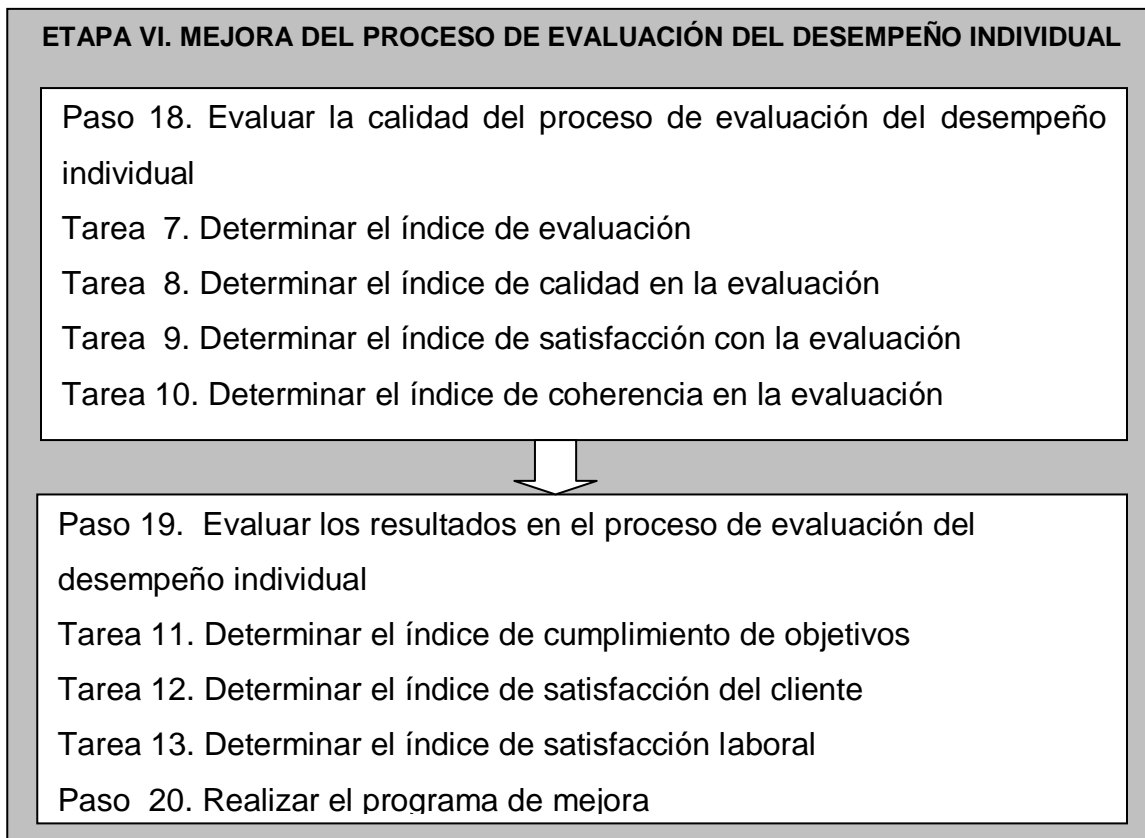 ETAPA VI. MEJORA DEL PROCESO DE EVALUACIÓN DEL DESEMPEÑO INDIVIDUAL
Paso 18. Evaluar la calidad del proceso de evaluación del desempeño
individual
Tarea 7. Determinar el índice de evaluación
Tarea 8. Determinar el índice de calidad en la evaluación
Tarea 9. Determinar el índice de satisfacción con la evaluación
Tarea 10. Determinar el índice de coherencia en la evaluación
Paso 19. Evaluar los resultados en el proceso de evaluación del
desempeño individual
Tarea 11. Determinar el índice de cumplimiento de objetivos
Tarea 12. Determinar el índice de satisfacción del cliente
Tarea 13. Determinar el índice de satisfacción laboral
Paso 20. Realizar el programa de mejora